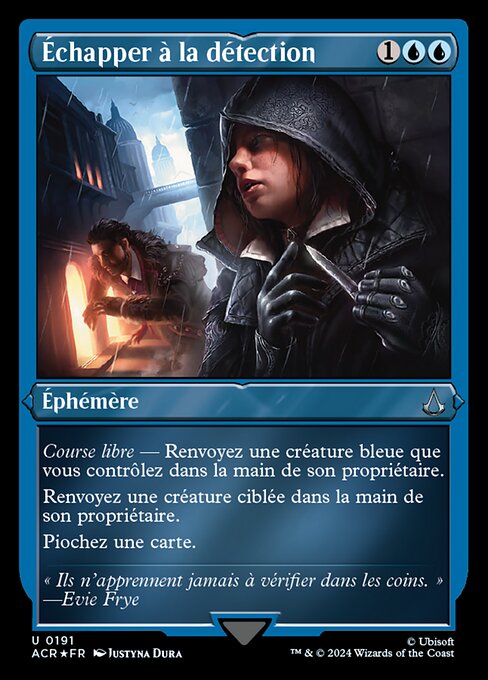 Échapper à la détection
1
Éphémère
Course libre — Renvoyez une créature bleue que
vous contrôlez dans la main de son propriétaire.
Renvoyez une créature ciblée dans la main de
son propriétaire.
Piochez une carte.
« Ils n'apprennent jamais à vérifier dans les coins. »
—Evie Frye
U 0191
ACR★FR Justyna Dura
© Ubisoft
™ & © 2024 Wizards of the Coast